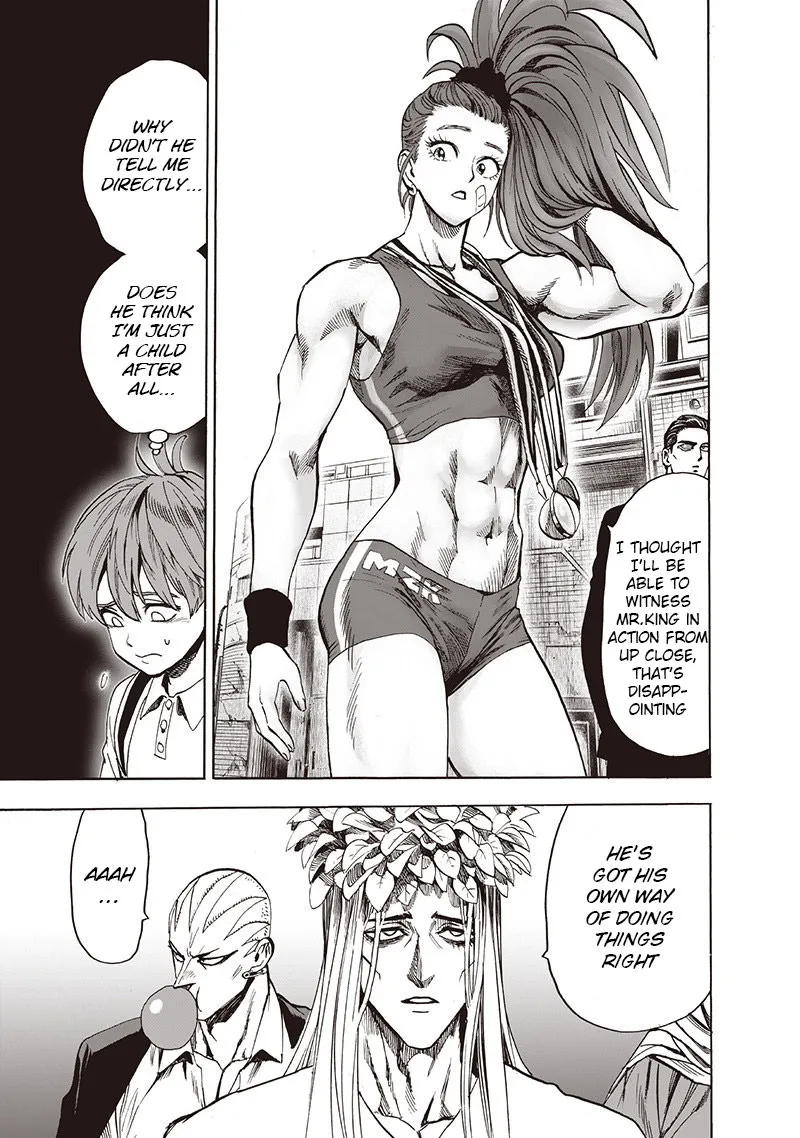 I THOUGHT
I'LL BE
ABLE TO
WITNESS
MR.KING IN
ACTION FROM
UP CLOSE,
THAT'S
DISAPP-
OINTING
MZK
WHY
DIDN'T HE
TELL ME
DIRECTLY...
DOES
HE THINK
I'M JUST
A CHILD
AFTER
ALL...
HE'S
GOT HIS
OWN WAY
OF DOING
THINGS
RIGHT
AAAH
...